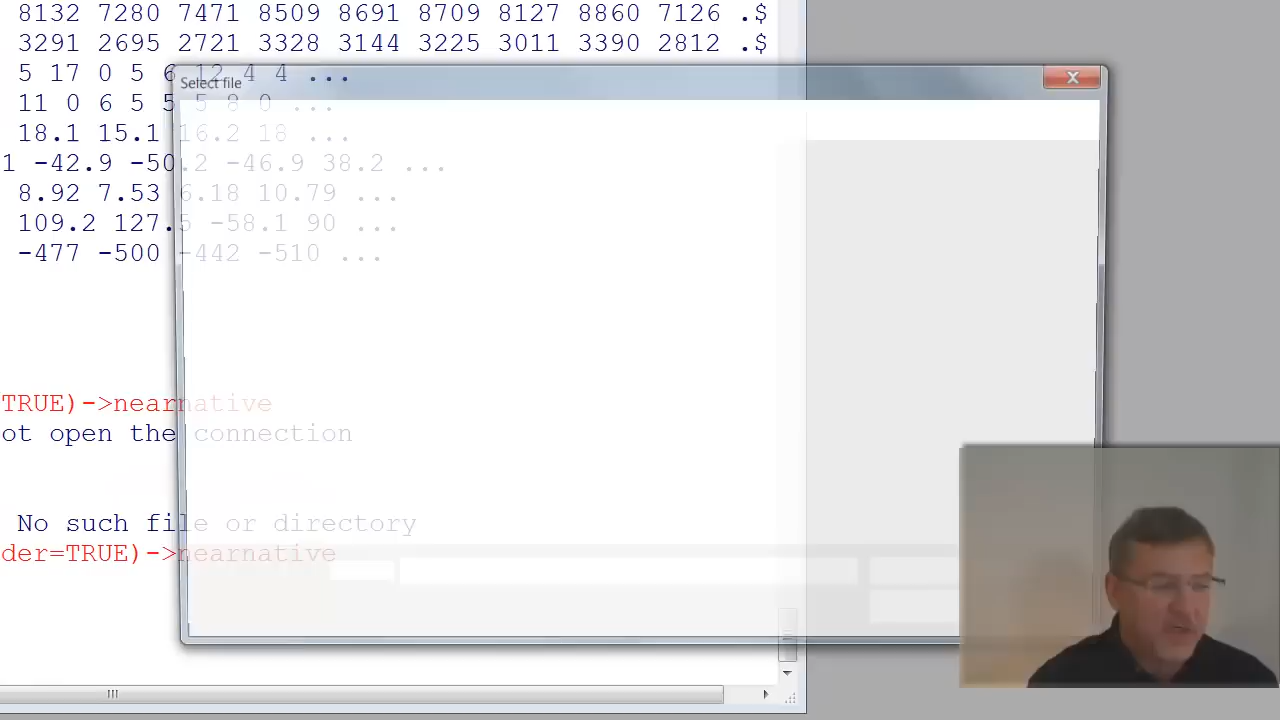 8132 7280 7471 8509 8691 8709 8127 8860 7126 .$
3291 2695 2721 3328 3144 3225 3011 3390 2812 .$
5 17 0 5 6 12 4 4 ...
Select file
11 0 6 5 5 5 8 0 ...
18.1 15.1 16.2 18 ...
1 -42.9 -50.2 -46.9 38.2 ...
8.92 7.53 6.18 10.79 ...
109.2 127.5 -58.1 90 ...
-477 -500 -442 -510 ...
TRUE)->nearnative
ot open the connection
No such file or directory
der=TRUE)->nearnative